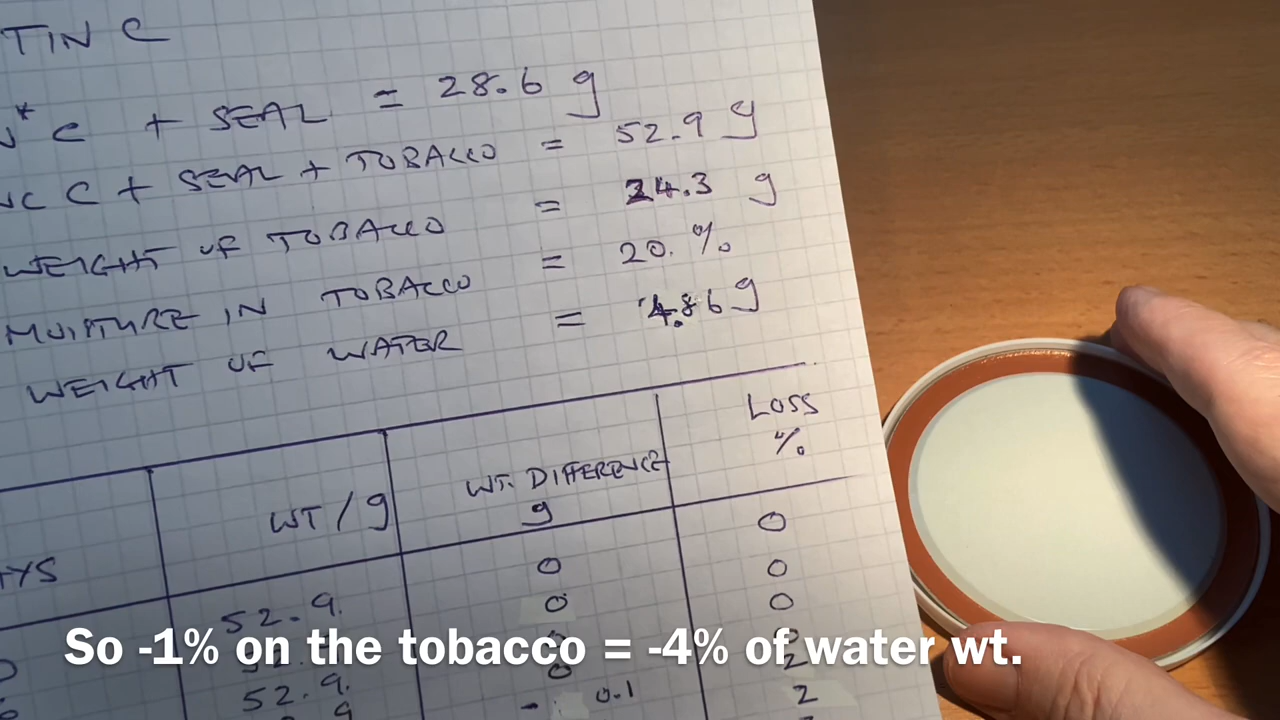 TIN C
C + SEAL = 28.6 g
C + SEAL + TOBACCO = 52.9 g
WEIGHT OF TOBACCO = 24.3 g
MOISTURE IN TOBACCO = 20.%
WEIGHT OF WATER = 4.86 g
LOSS
%
WT/g
WT. DIFFERENCE
g
0
0 0
52.9. 0 0
So -1% on the tobacco = -4% of water wt.
52.9. 0 2
- 0.1 2